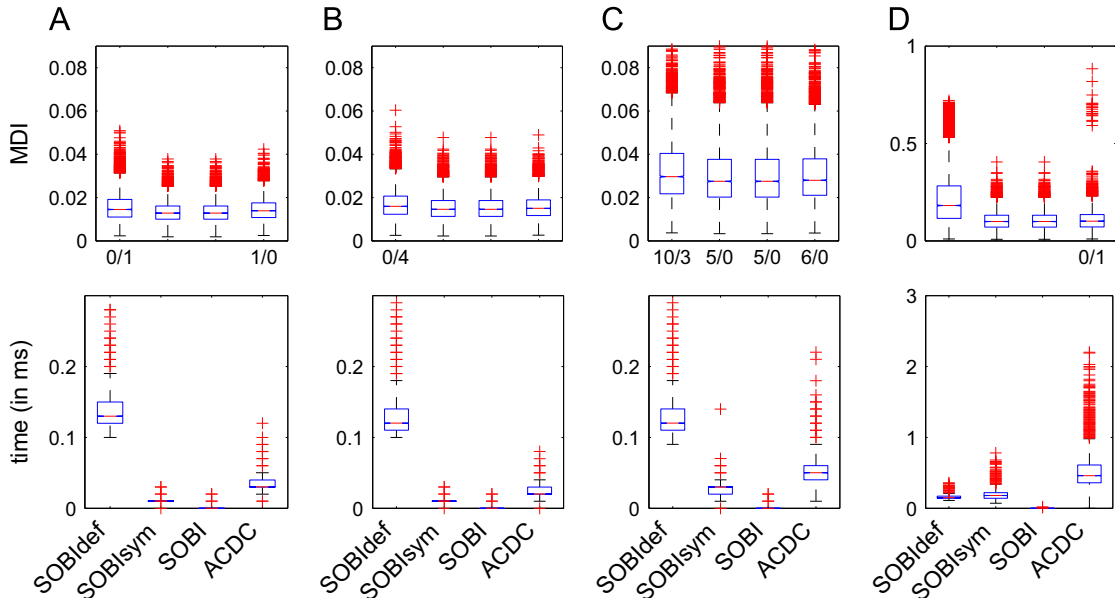 A B C D
MDI
0.08 0.08 0.08 1
0.06 0.06 0.06
0.04 0.04 0.04 0.5
0.02 0.02 0.02
0 0 0 0
0/1 1/0 0/4 10/3 5/0 5/0 6/0 0/1
time (in ms)
3
0.2 0.2 0.2 2
0.1 0.1 0.1 1
0 0 0 0
SOBIdef SOBIsym SOBI ACDC SOBIdef SOBIsym SOBI ACDC SOBIdef SOBIsym SOBI ACDC SOBIdef SOBIsym SOBI ACDC